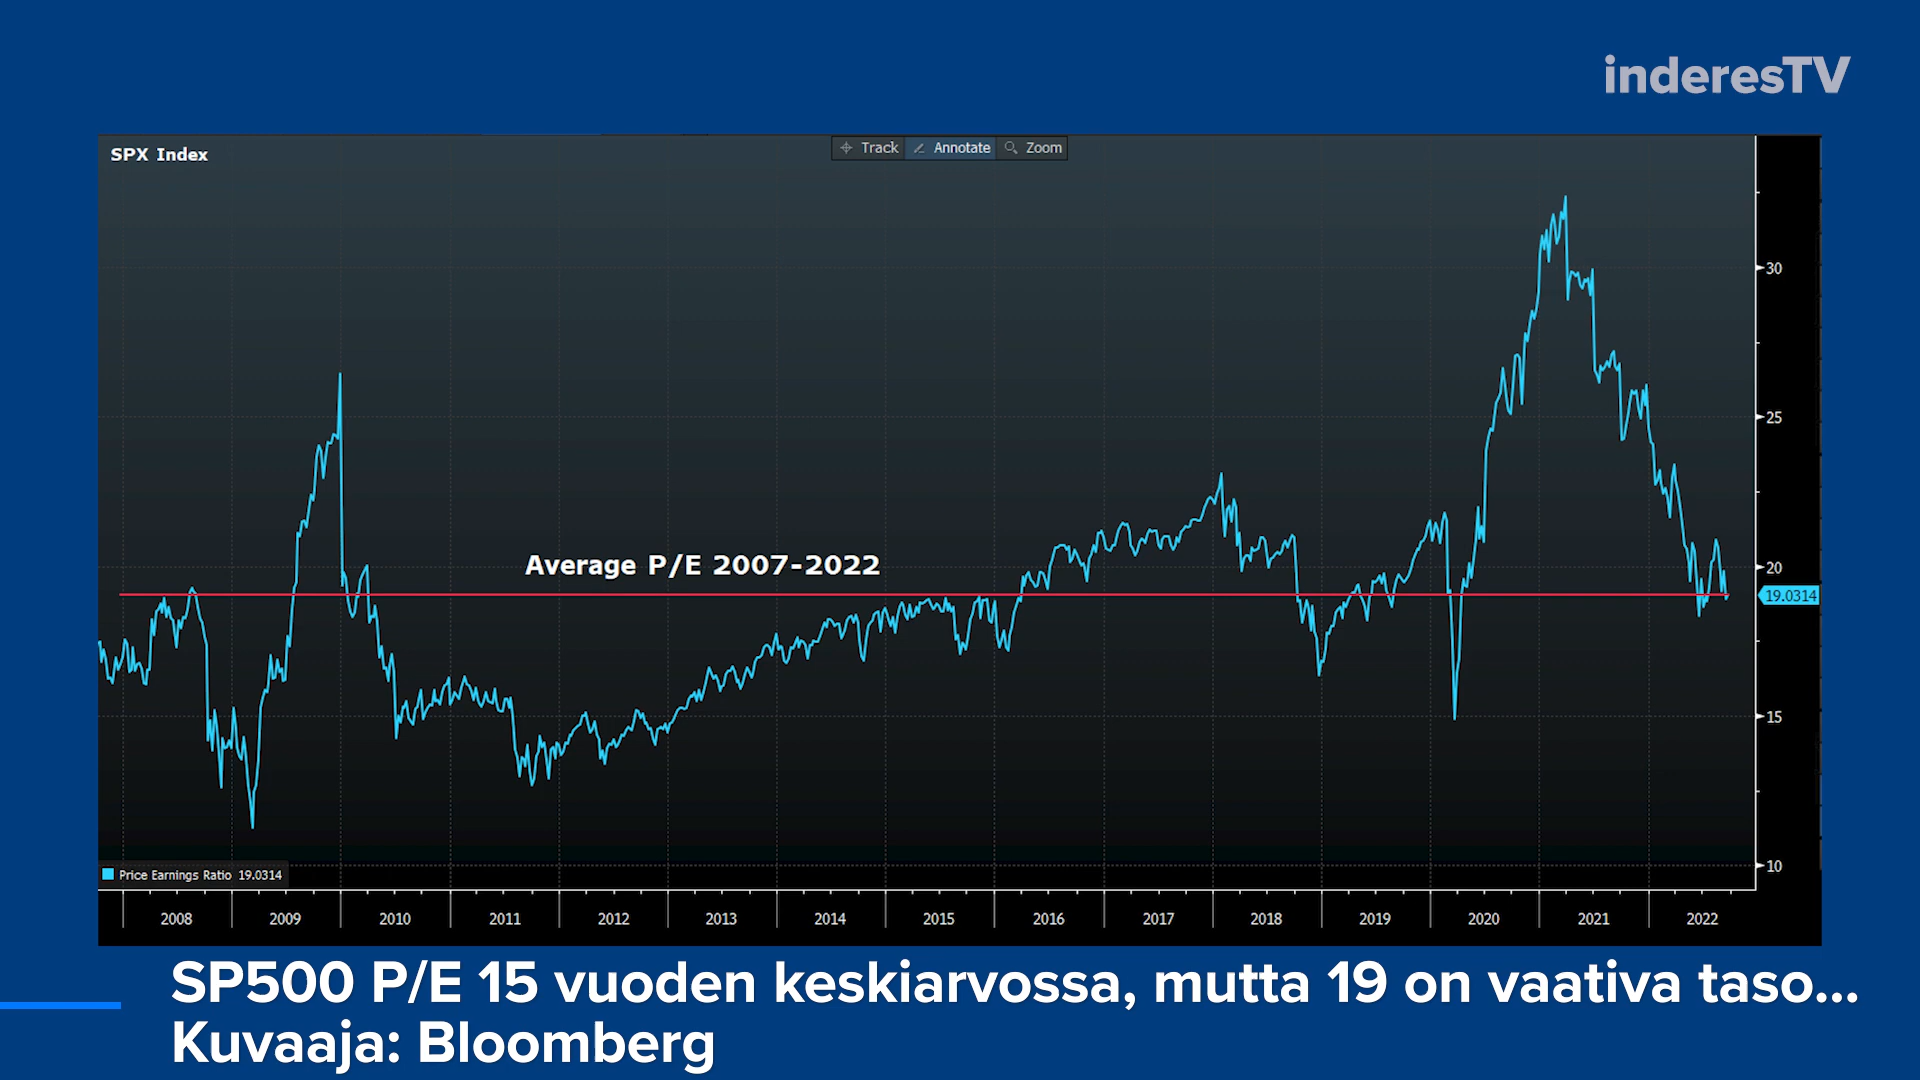 inderesTV
SPX Index
Track Annotate Zoom
30
25
Average P/E 2007-2022
20
19.0314
15
10
Price Earnings Ratio 19.0314
2008 2009 2010 2011 2012 2013 2014 2015 2016 2017 2018 2019 2020 2021 2022
SP500 P/E 15 vuoden keskiarvossa, mutta 19 on vaativa taso...
Kuvaaja: Bloomberg